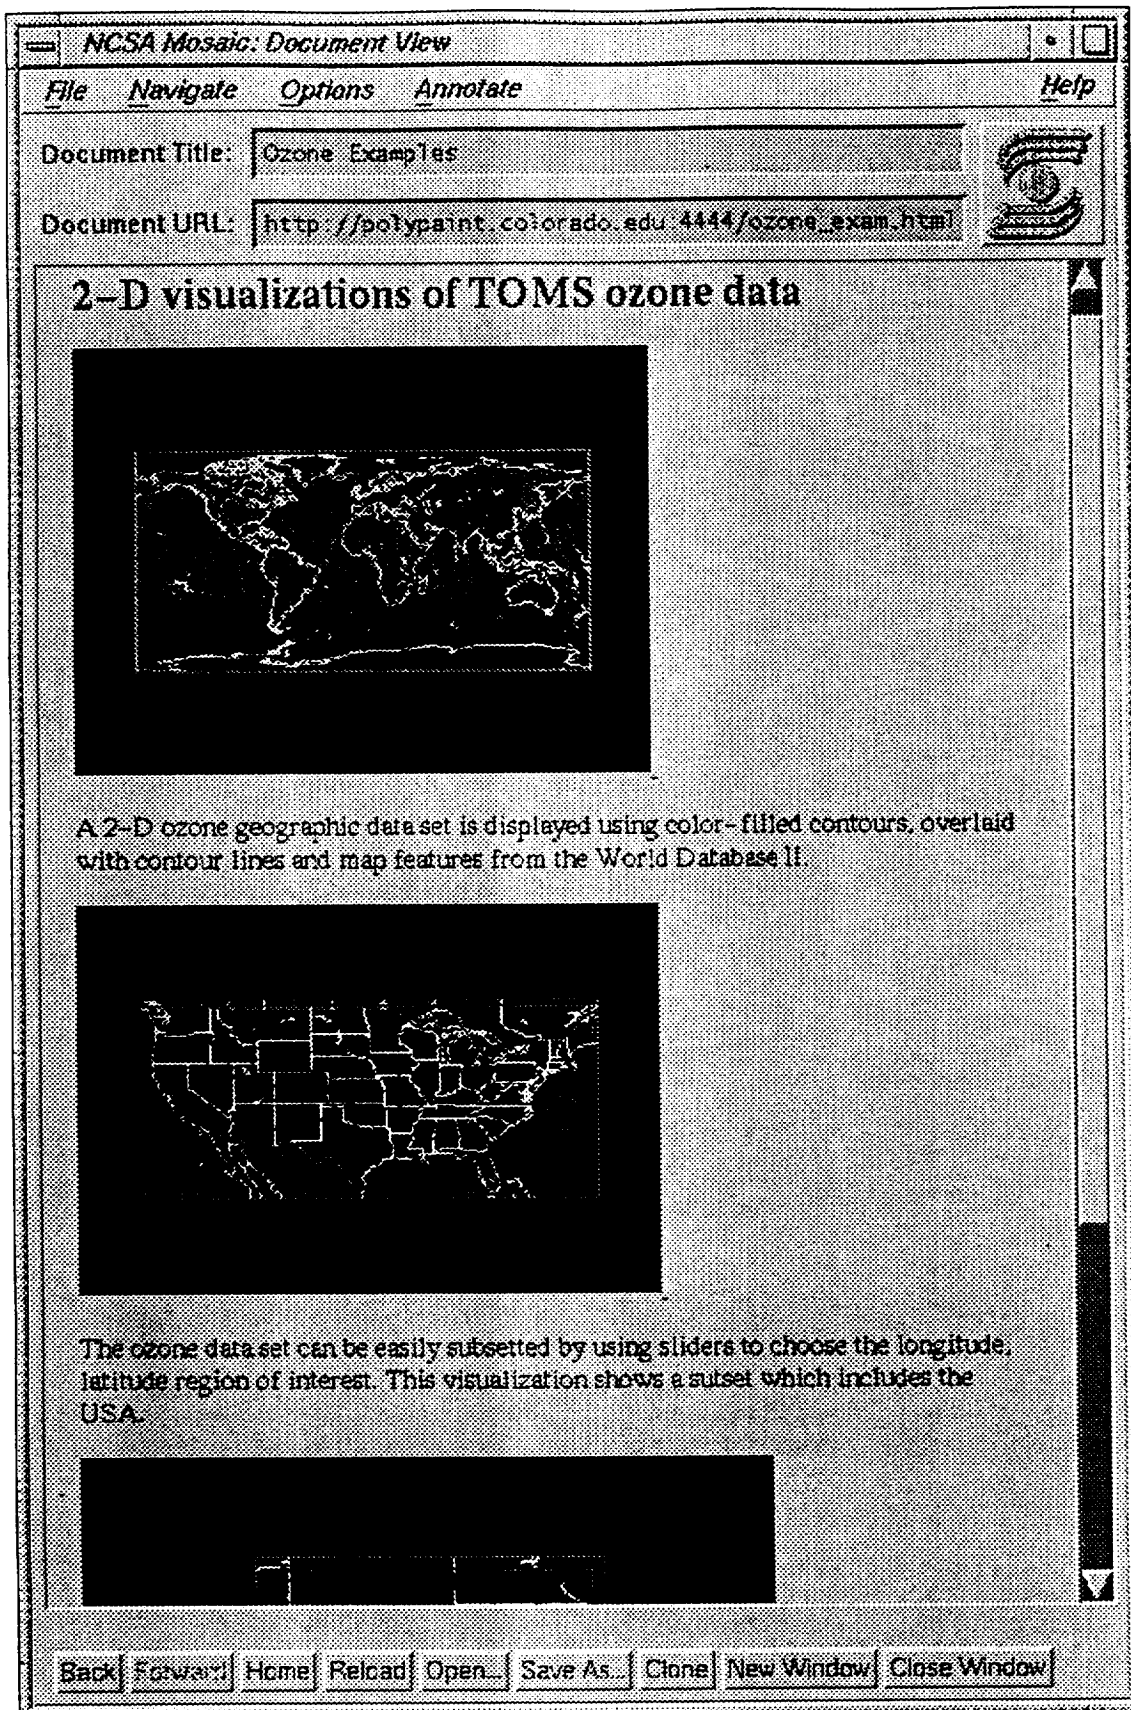 NCSA Mosaic: Document View
File Navigate Options Annotate Help
Document Title: Ozone Examples
Document URL: http://polypaint.colorado.edu:4444/ozone_exam.html
2-D visualizations of TOMS ozone data
A 2-D ozone geographic data set is displayed using color-filled contours, overlaid
with contour lines and map features from the World Database II.
The ozone data set can be easily subsetted by using sliders to choose the longitude,
latitude region of interest. This visualization shows a sutset which includes the
USA.
Back Forward Home Reload Open... Save As... Clone New Window Close Window